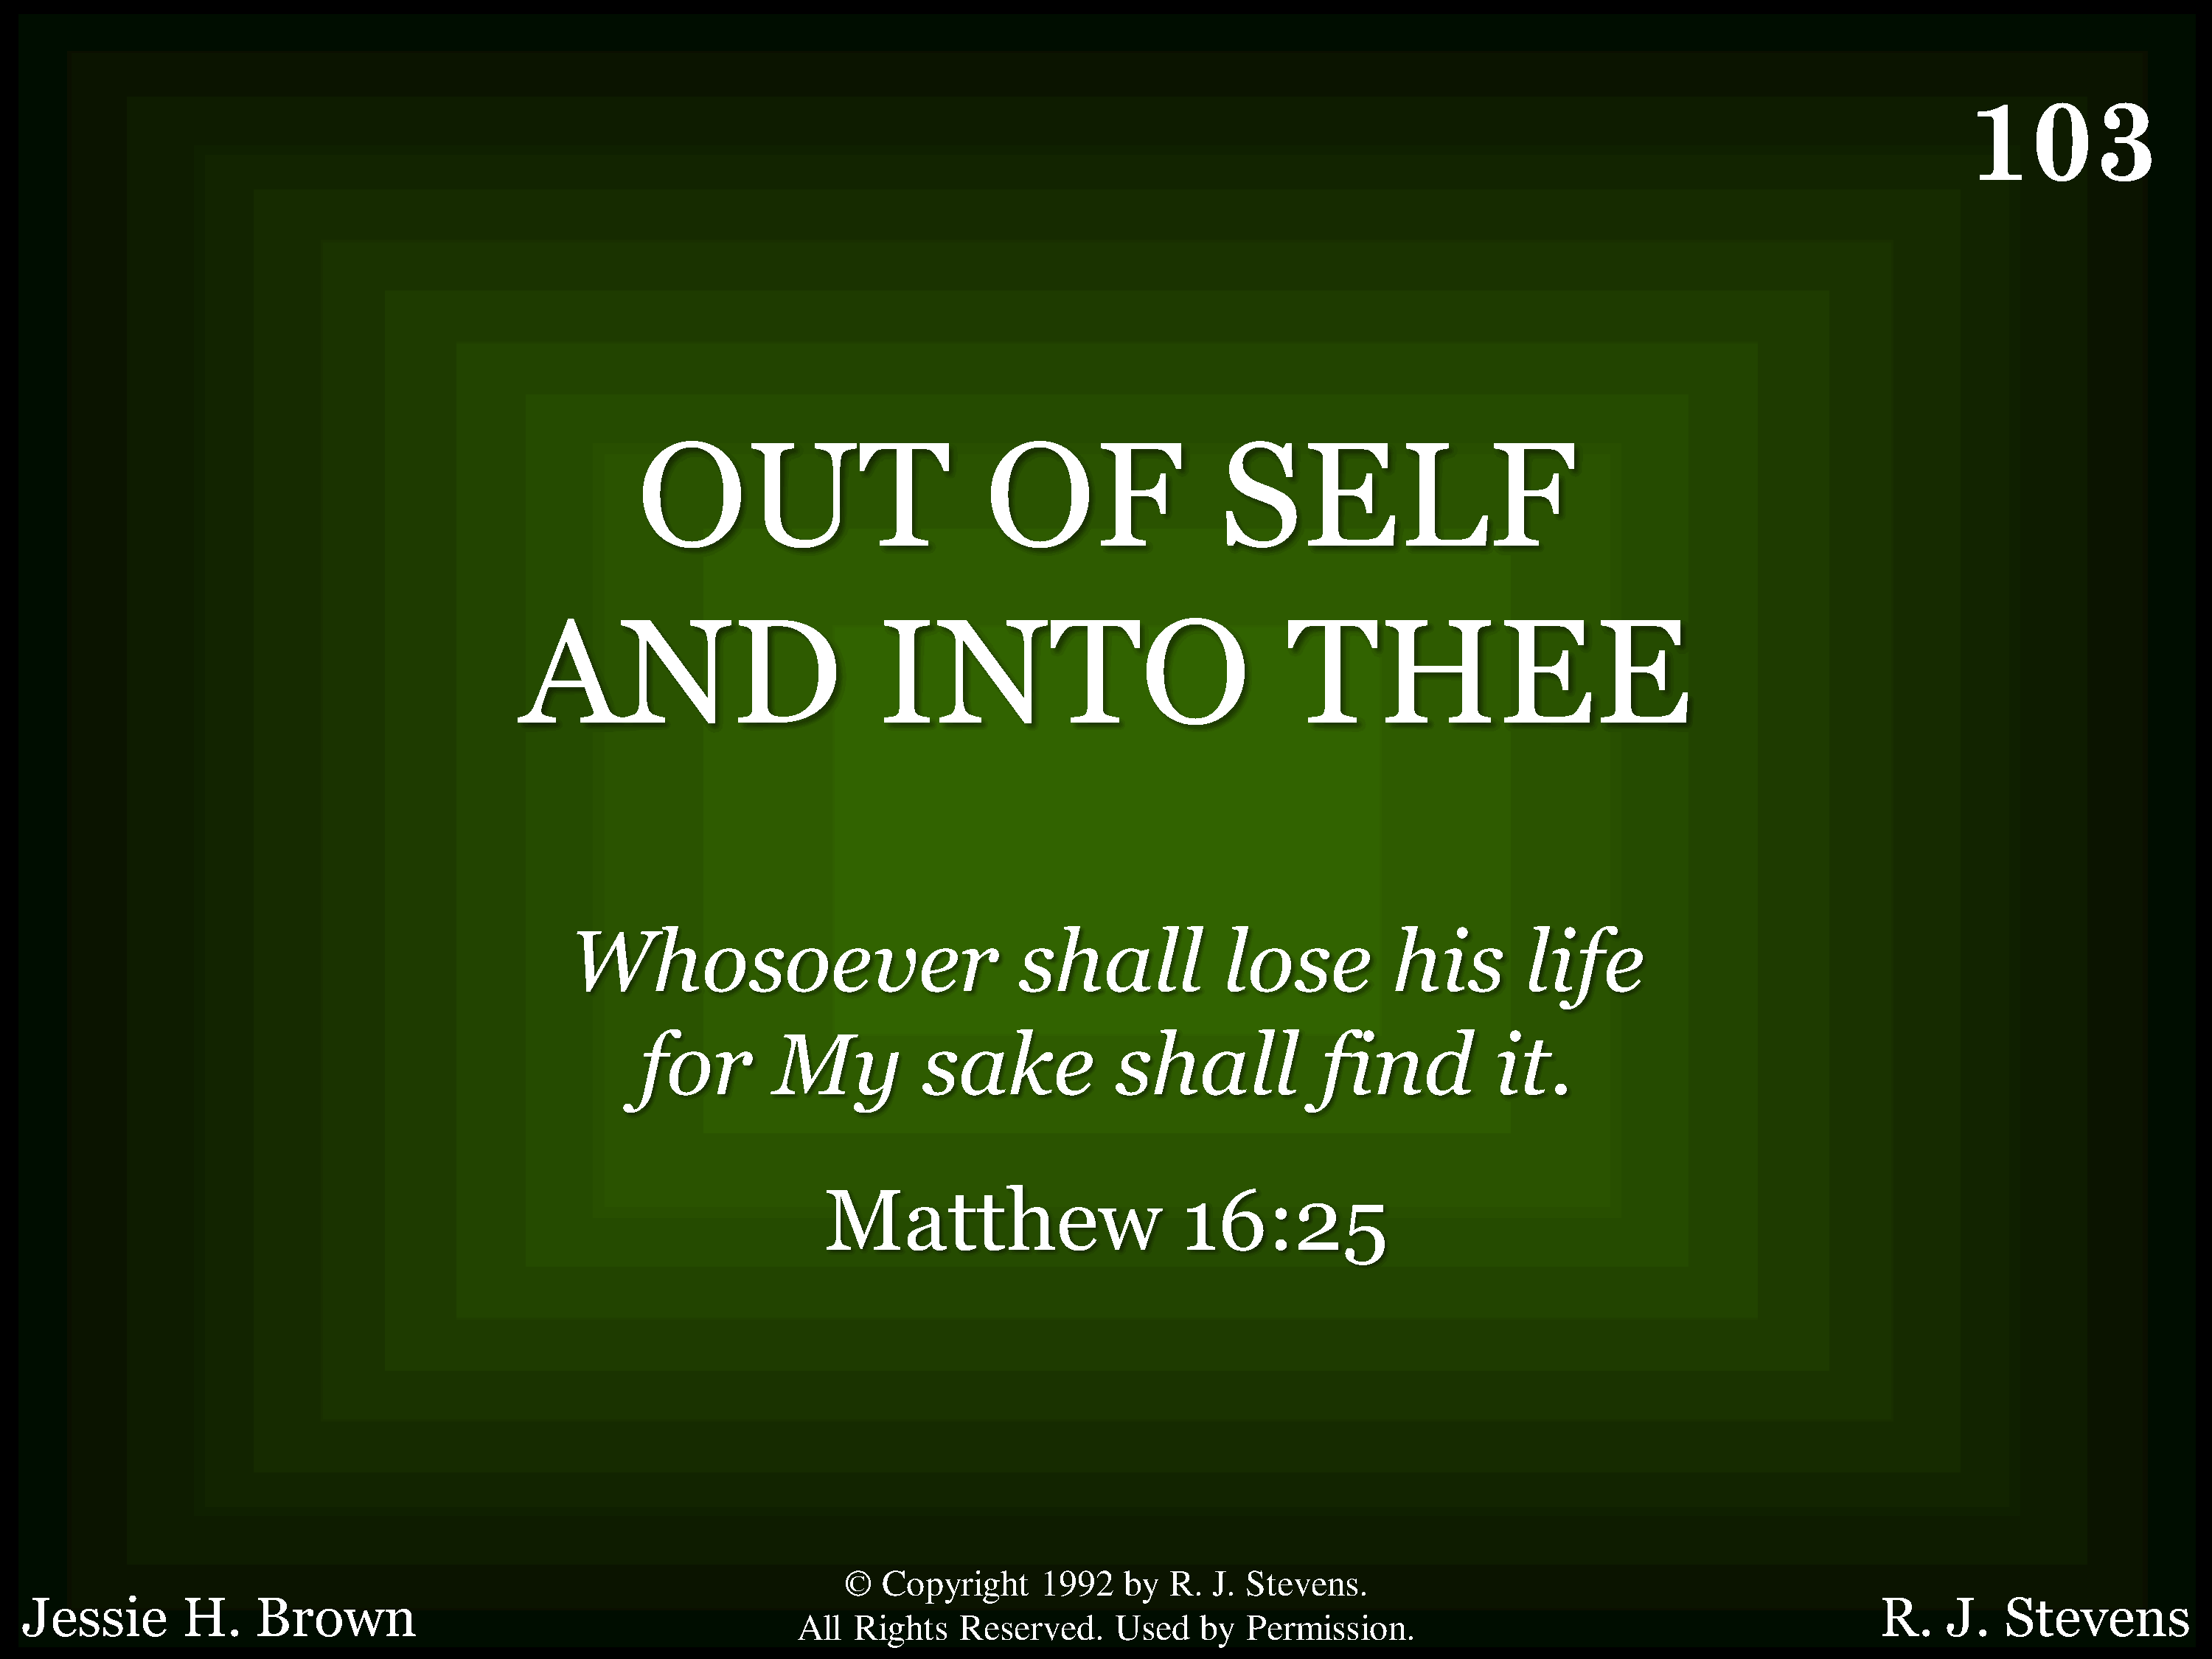 103
OUT OF SELF
AND INTO THEE
Whosoever shall lose his life
for My sake shall find it.
Matthew 16:25
Jessie H. Brown
© Copyright 1992 by R. J. Stevens.
All Rights Reserved. Used by Permission.
R. J. Stevens